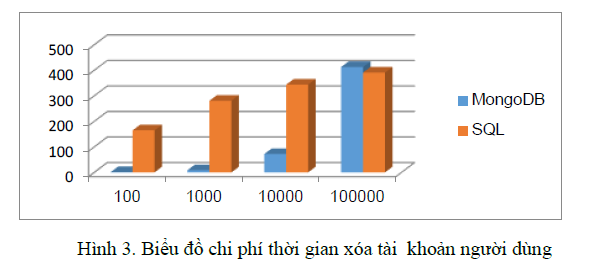 500
400
300
200
100
0
100 1000 10000 100000
MongoDB
SQL
Hình 3. Biểu đồ chi phí thời gian xóa tài khoản người dùng